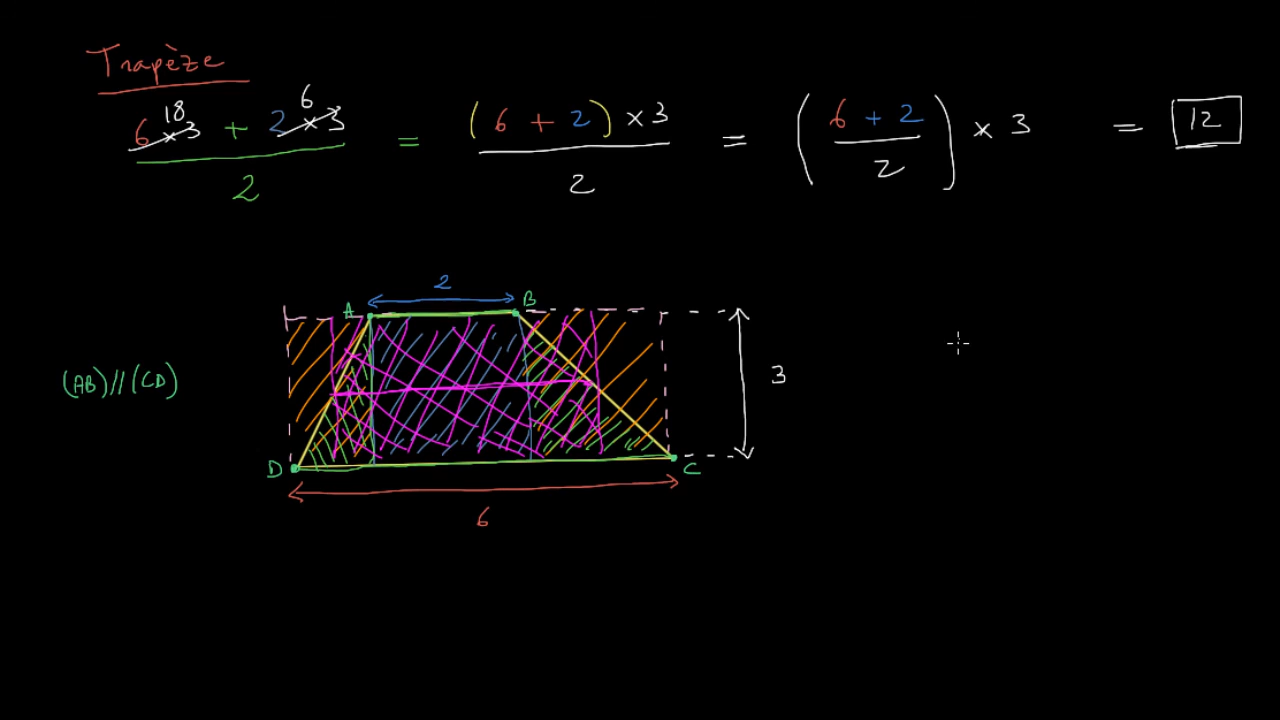 Trapèze
18 6
6 × 3 + 2 × 3 / 2 = (6 + 2) × 3 / 2 = (6 + 2 / 2) × 3 = 12
2
A B
(AB)//(CD)
3
D C
6